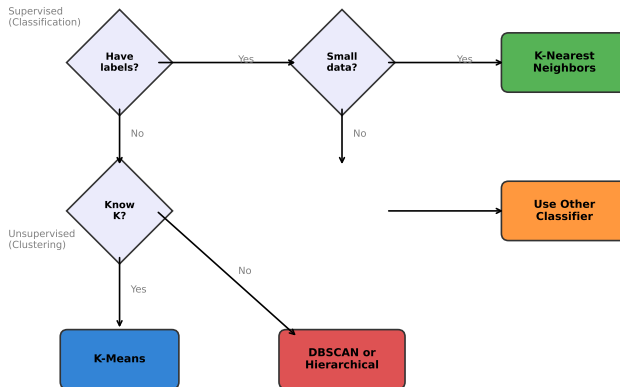 Supervised
(Classification)
Have
labels?
Yes
Small
data?
Yes
K-Nearest
Neighbors
No
No
Know
K?
Use Other
Classifier
Unsupervised
(Clustering)
No
Yes
K-Means
DBSCAN or
Hierarchical